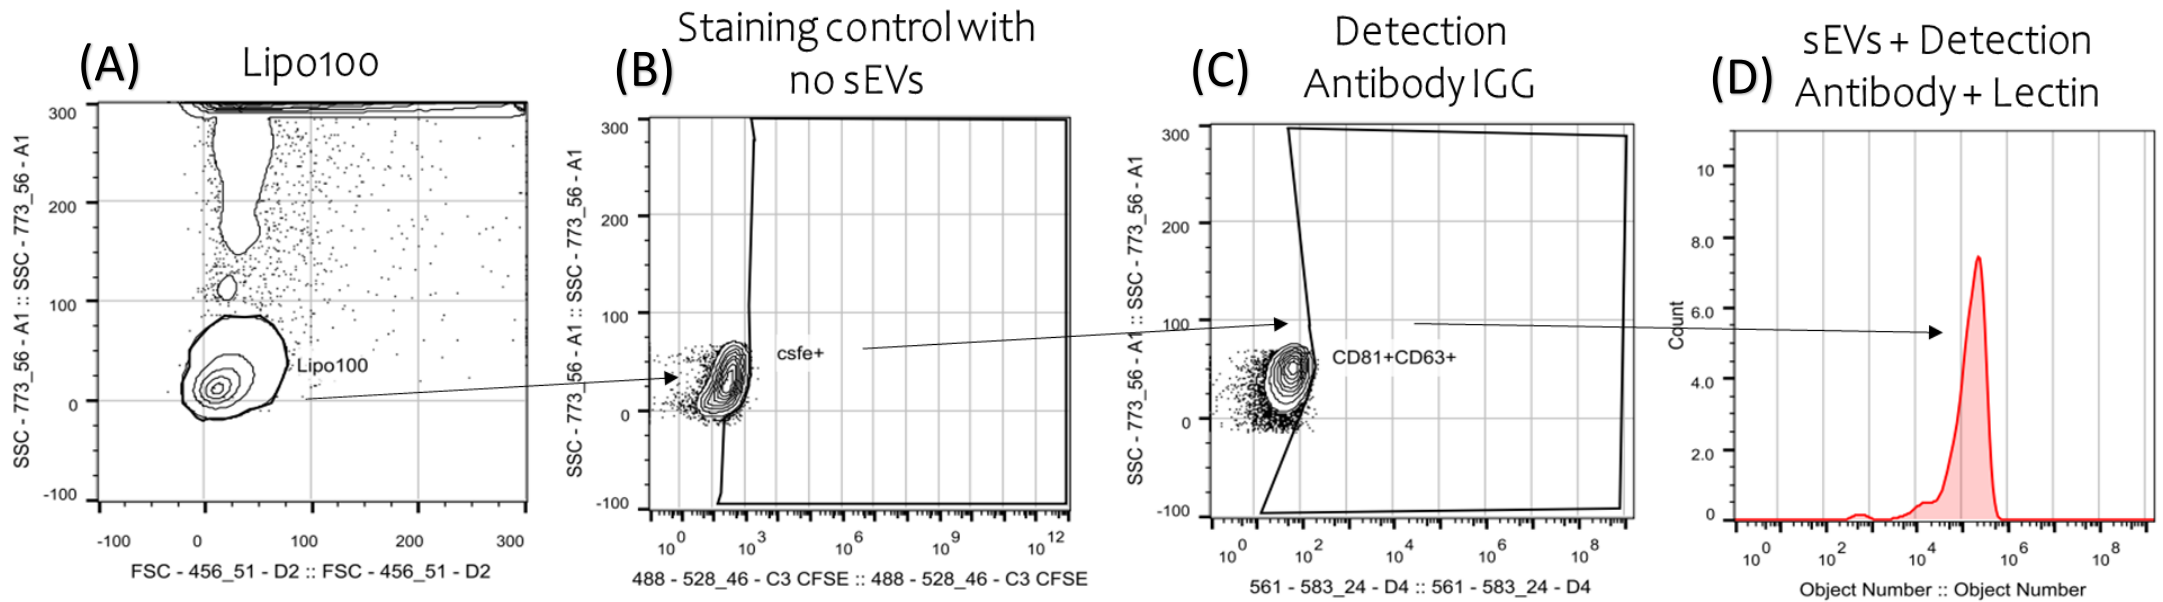 (A)
Lipo100
300
200
100
0
-100
-100
0
100
200
300
SSC - 773_56 - A1 :: SSC - 773_56 - A1
FSC - 456_51 - D2 :: FSC - 456_51 - D2
Lipo100
(B)
Staining control with
no sEVs
300
200
100
0
-100
10 0
10 3
10 6
10 9
10 12
SSC - 773_56 - A1 :: SSC - 773_56 - A1
488 - 528_46 - C3 CFSE :: 488 - 528_46 - C3 CFSE
csfe+
(C)
Detection
Antibody IGG
300
200
100
0
-100
10 0
10 2
10 4
10 6
10 8
SSC - 773_56 - A1 :: SSC - 773_56 - A1
561 - 583_24 - D4 :: 561 - 583_24 - D4
CD81+CD63+
(D)
sEVs + Detection
Antibody + Lectin
10
8.0
6.0
4.0
2.0
0
10 0
10 2
10 4
10 6
10 8
Count
Object Number :: Object Number